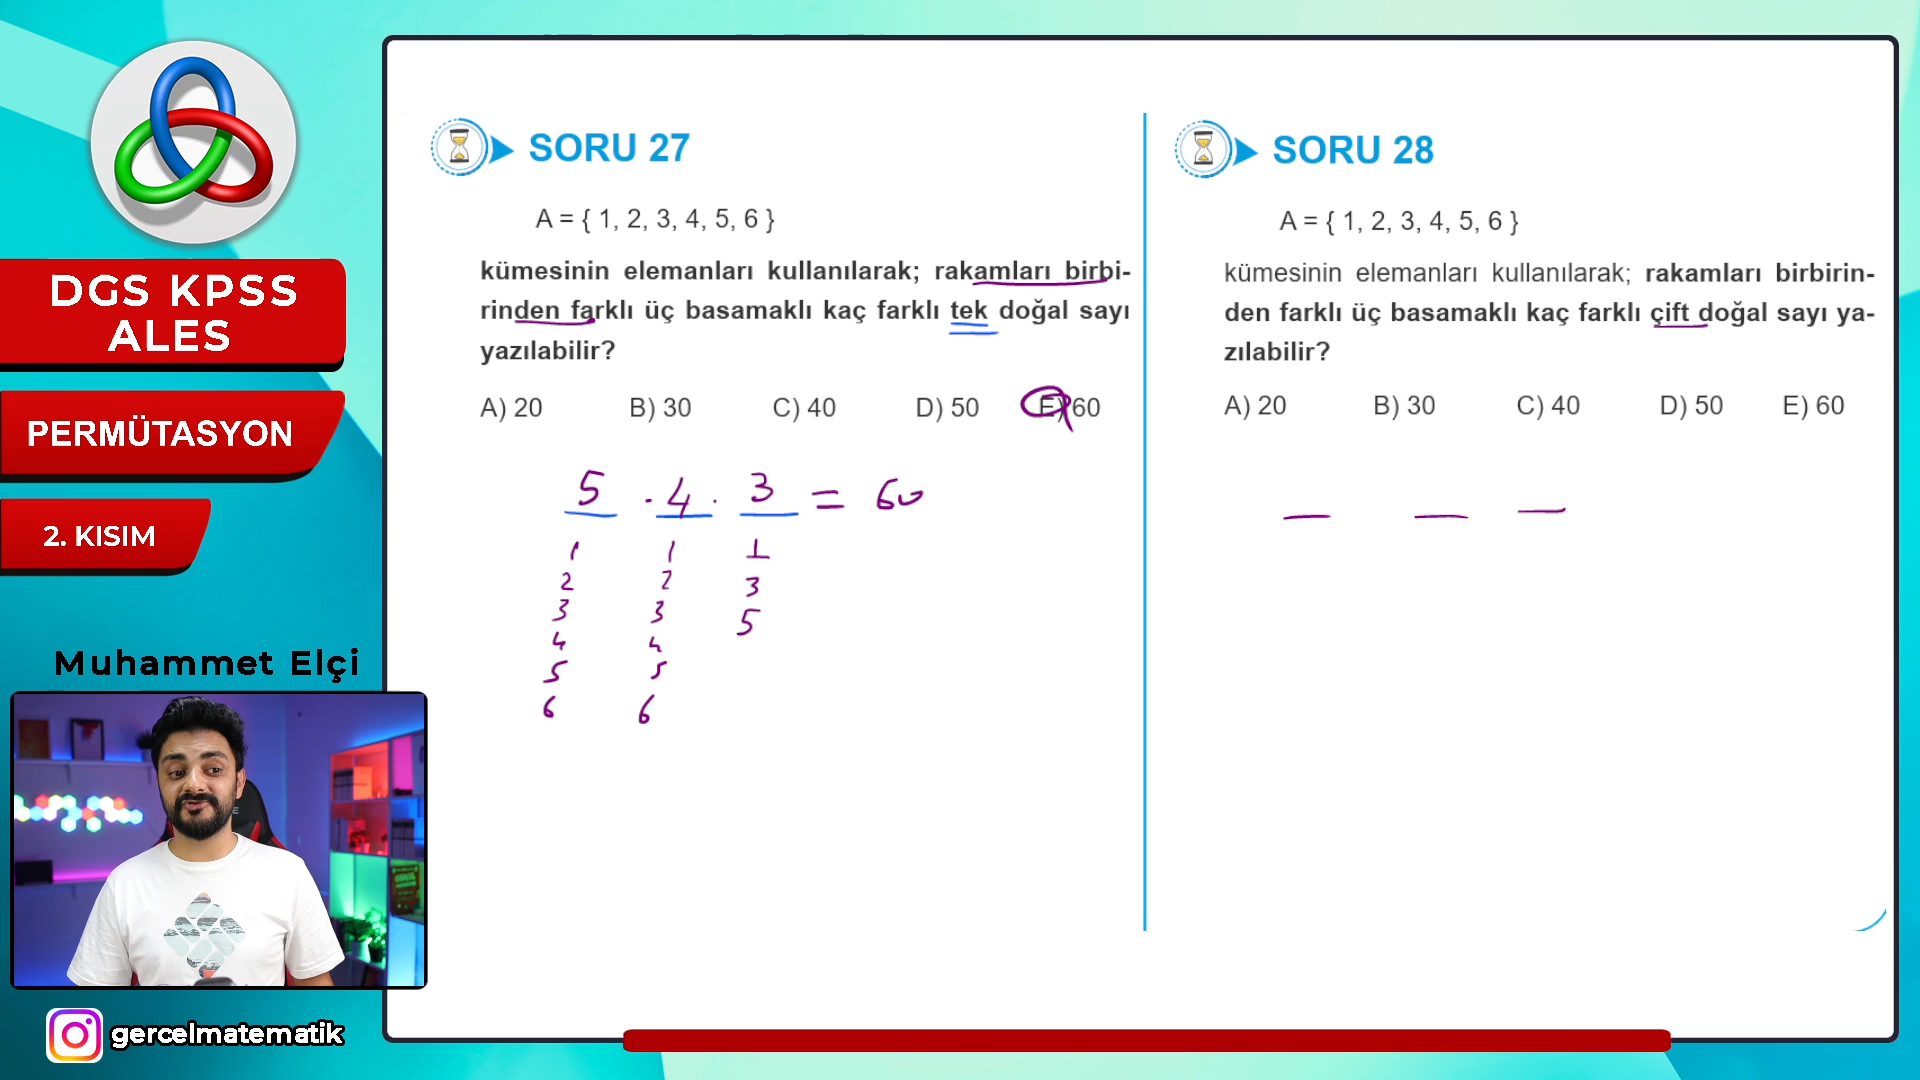 DGS KPSS
ALES
PERMÜTASYON
2. KISIM
Muhammet Elçi
gercelmatematik
SORU 27
A = { 1, 2, 3, 4, 5, 6 }
kümesinin elemanları kullanılarak; rakamları birbi-
rinden farklı üç basamaklı kaç farklı tek doğal sayı
yazılabilir?
A) 20 B) 30 C) 40 D) 50 E) 60
5 . 4 . 3 = 60
1 1 1
2 2 3
3 3 5
4 4
5 5
6 6
SORU 28
A = { 1, 2, 3, 4, 5, 6 }
kümesinin elemanları kullanılarak; rakamları birbirin-
den farklı üç basamaklı kaç farklı çift doğal sayı ya-
zılabilir?
A) 20 B) 30 C) 40 D) 50 E) 60